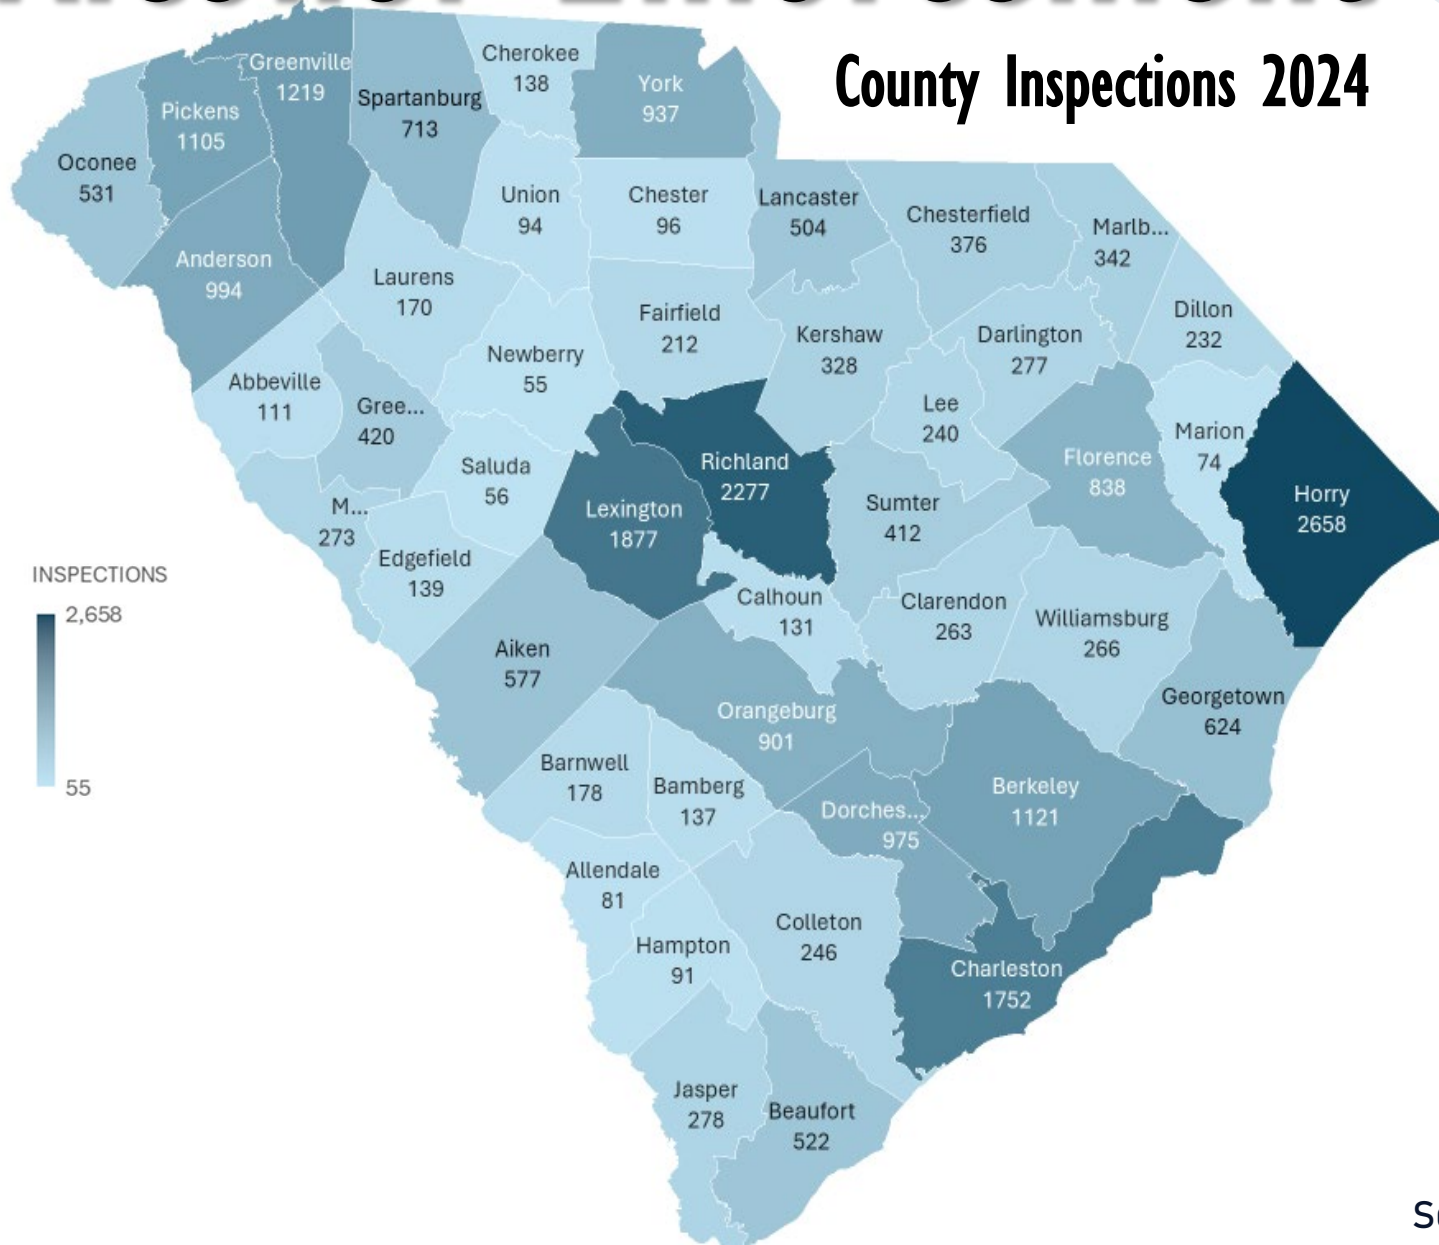 County Inspections 2024
Greenville
1219
Cherokee
138
York
937
Pickens
1105
Spartanburg
713
Oconee
531
Union
94
Chester
96
Lancaster
504
Chesterfield
376
Marlb...
342
Anderson
994
Laurens
170
Fairfield
212
Kershaw
328
Darlington
277
Dillon
232
Newberry
55
Abbeville
111
Gree...
420
Lee
240
Marion
74
Saluda
56
Richland
2277
Florence
838
Horry
2658
Lexington
1877
Sumter
412
M...
273
Edgefield
139
Calhoun
131
Clarendon
263
Williamsburg
266
Aiken
577
Georgetown
624
Orangeburg
901
Barnwell
178
Bamberg
137
Berkeley
1121
Dorches...
975
Allendale
81
Colleton
246
Hampton
91
Charleston
1752
Jasper
278
Beaufort
522
INSPECTIONS
2,658
55